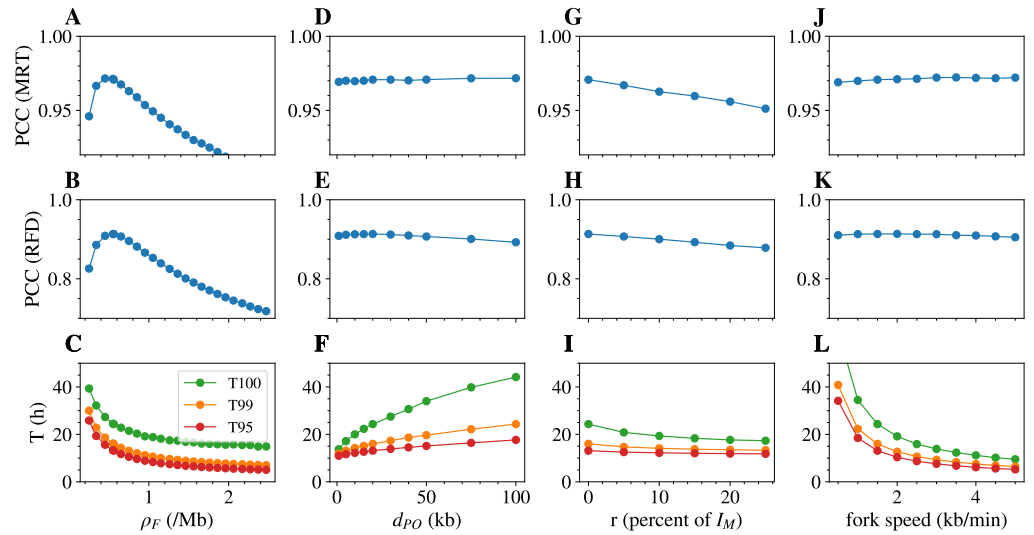 A
D
G
J
1.00
1.00
1.00
1.00
PCC (MRT)
0.95
0.95
0.95
0.95
B
E
H
K
1.0
1.0
1.0
1.0
PCC (RFD)
0.8
0.8
0.8
0.8
C
F
I
L
T100
T99
T95
T (h)
40
20
0
40
20
0
40
20
0
40
20
0
1
2
0
50
100
0
10
20
2
4
ρF (/Mb)
dPO (kb)
r (percent of IM)
fork speed (kb/min)